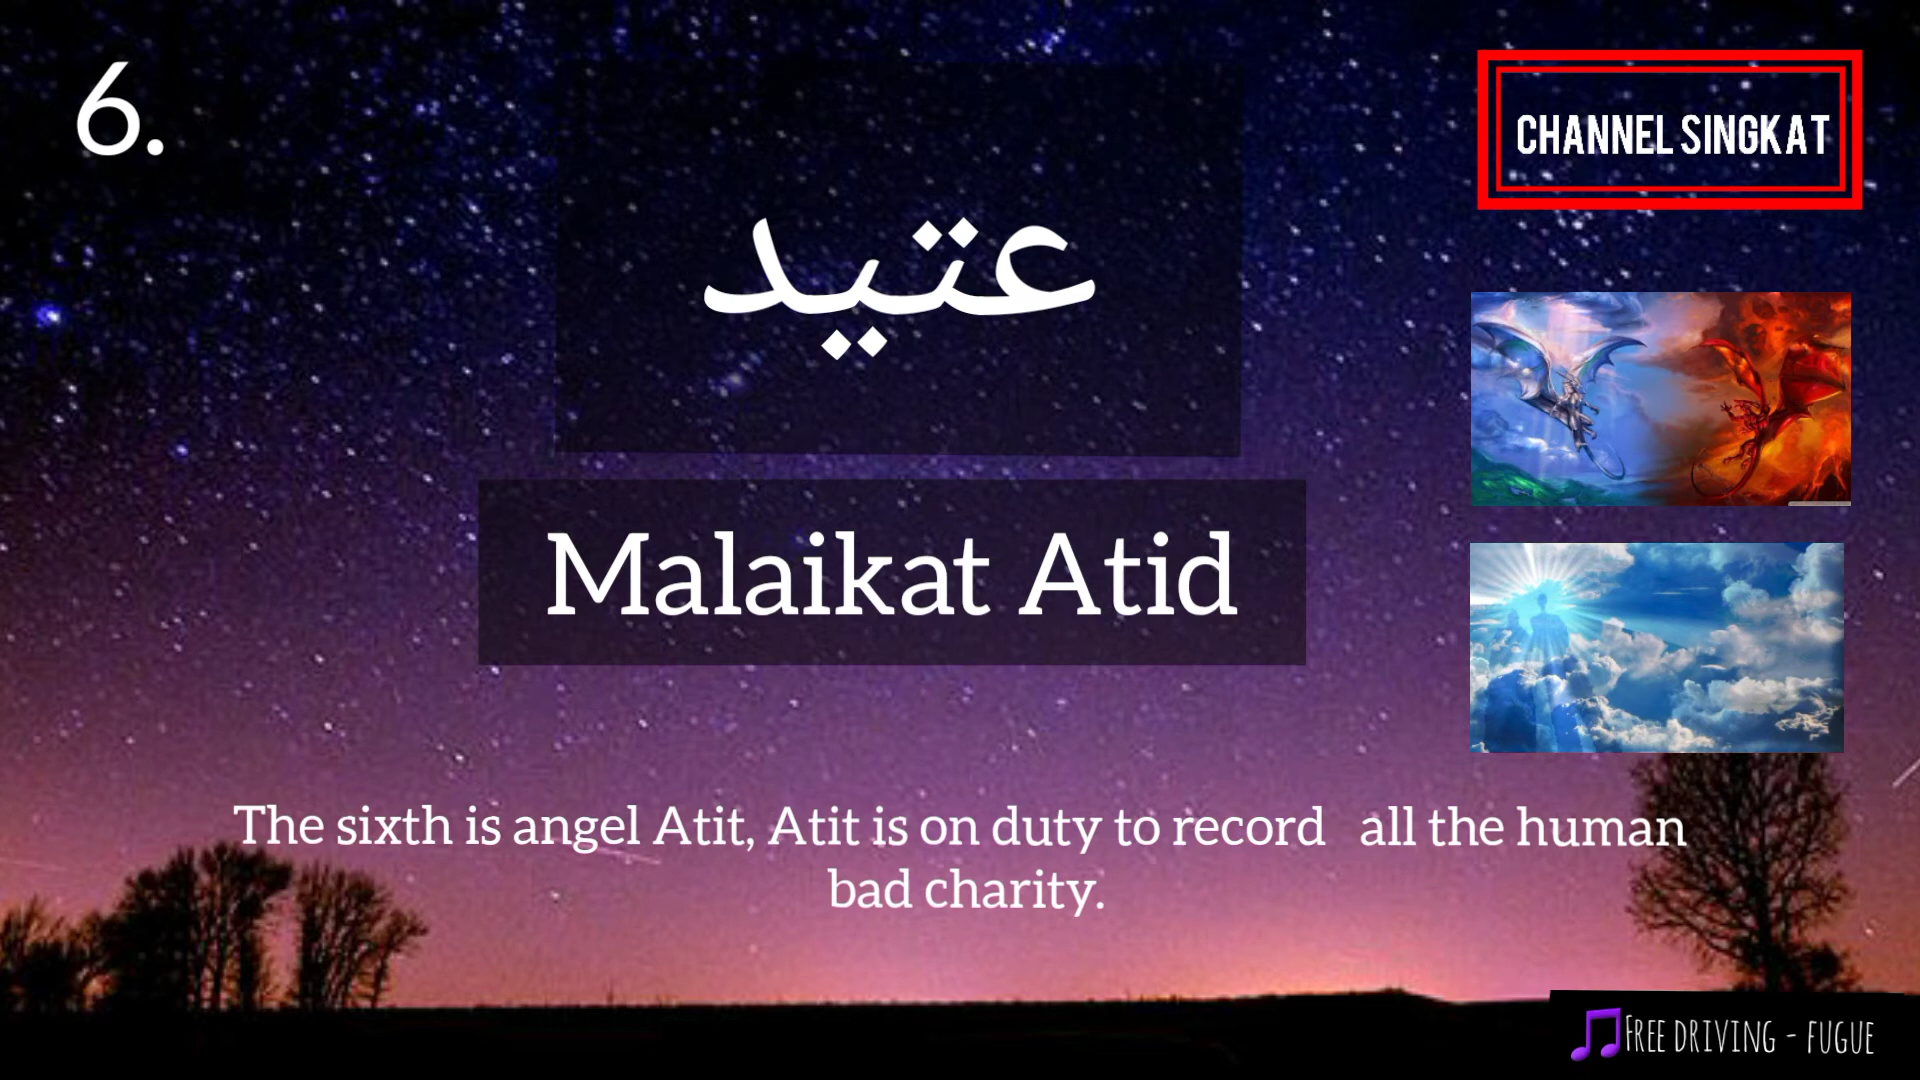 6.
CHANNEL SINGKAT
عتيد
Malaikat Atid
The sixth is angel Atit, Atit is on duty to record all the human
bad charity.
FREE DRIVING - FUGUE